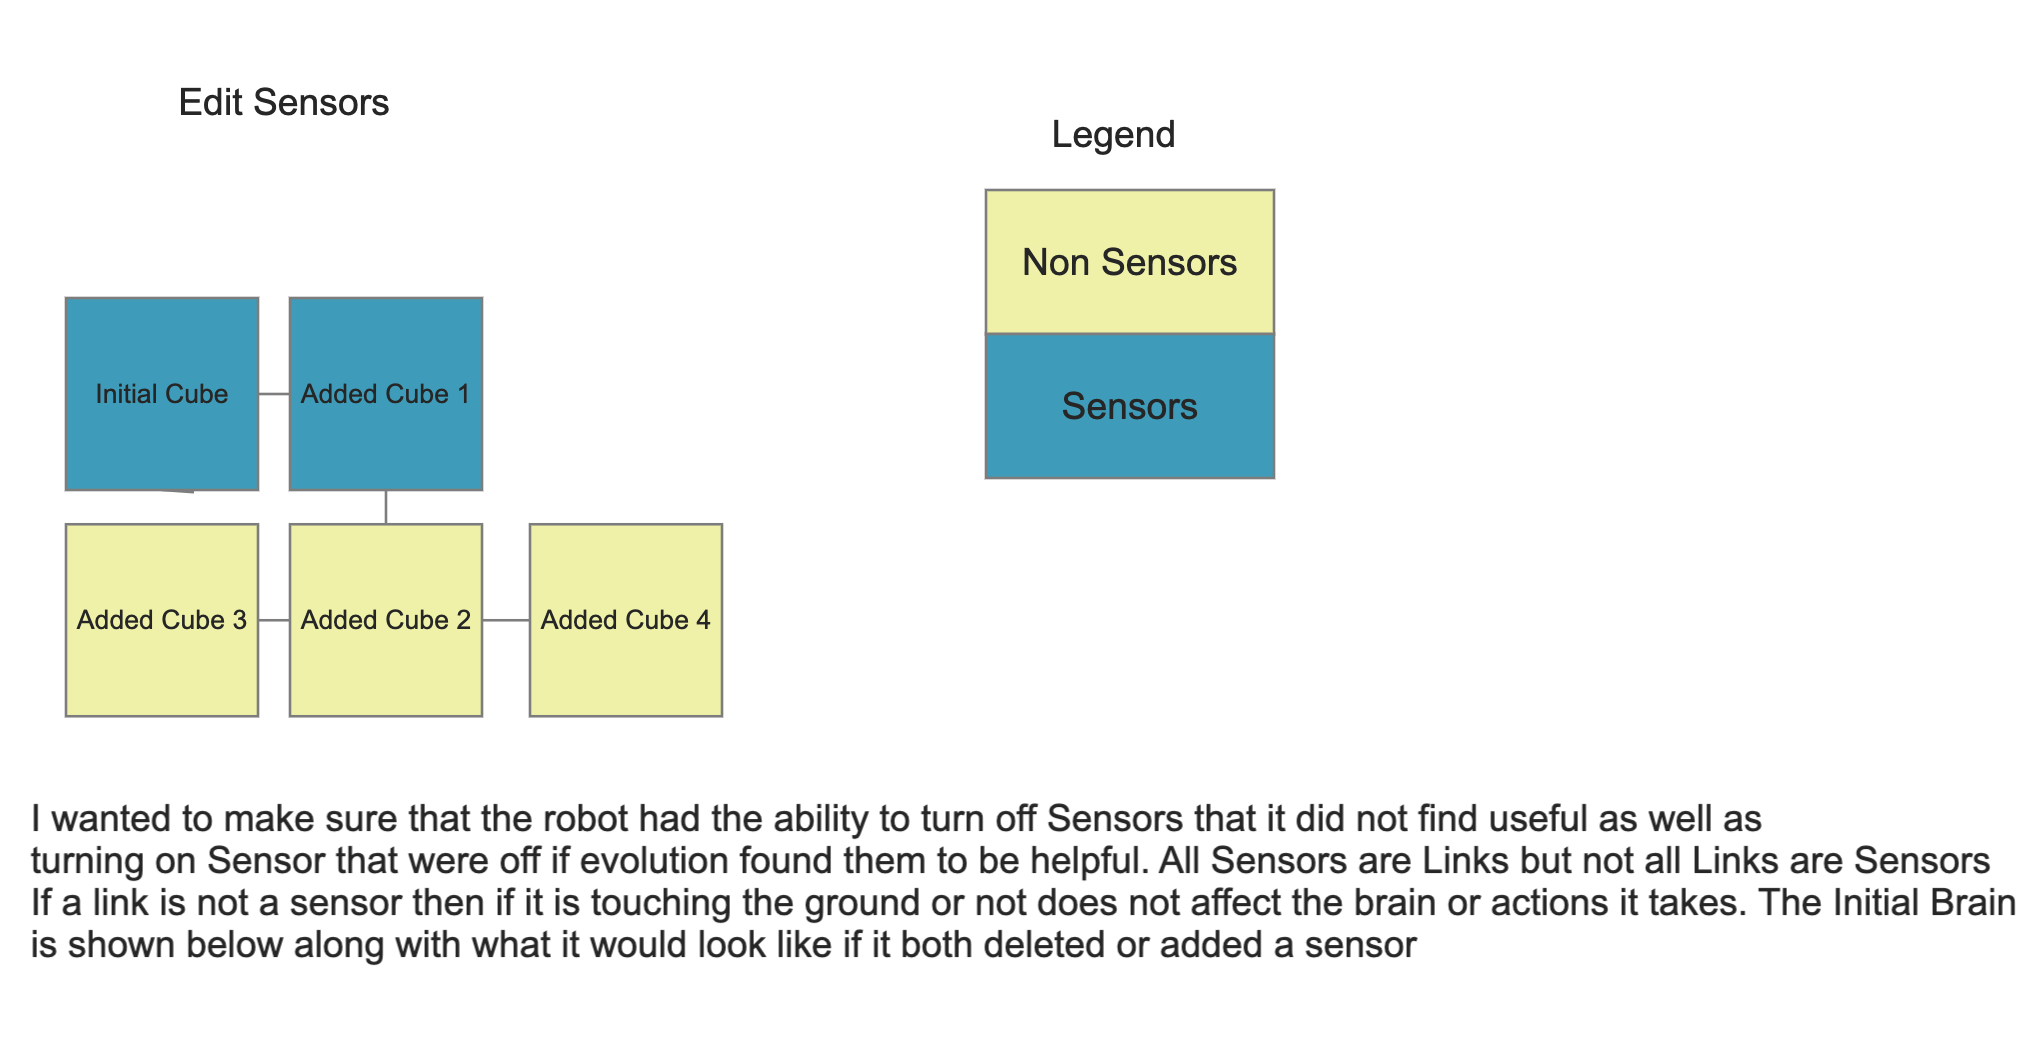 Edit Sensors
Legend
Non Sensors
Sensors
Initial Cube
Added Cube 1
Added Cube 3
Added Cube 2
Added Cube 4
I wanted to make sure that the robot had the ability to turn off Sensors that it did not find useful as well as
turning on Sensor that were off if evolution found them to be helpful. All Sensors are Links but not all Links are Sensors
If a link is not a sensor then if it is touching the ground or not does not affect the brain or actions it takes. The Initial Brain
is shown below along with what it would look like if it both deleted or added a sensor